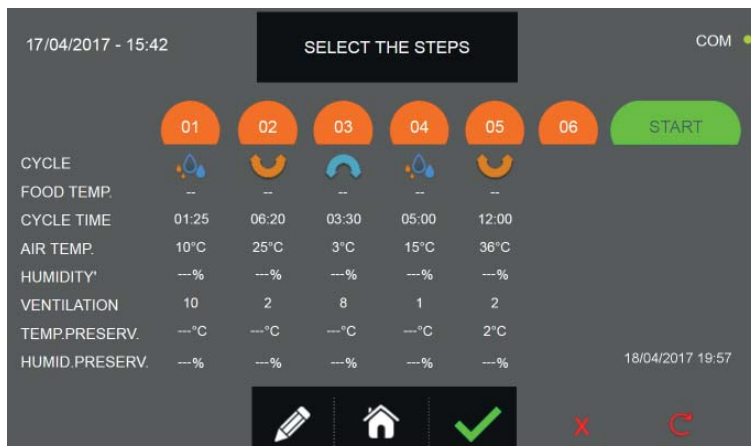 17/04/2017 - 15:42 SELECT THE STEPS COM
01 02 03 04 05 06 START
CYCLE
FOOD TEMP. -- -- -- -- --
CYCLE TIME 01:25 06:20 03:30 05:00 12:00
AIR TEMP. 10°C 25°C 3°C 15°C 36°C
HUMIDITY' ---% ---% ---% ---% ---%
VENTILATION 10 2 8 1 2
TEMP.PRESERV. ---°C ---°C ---°C ---°C 2°C
HUMID.PRESERV. ---% ---% ---% ---% ---% 18/04/2017 19:57
X